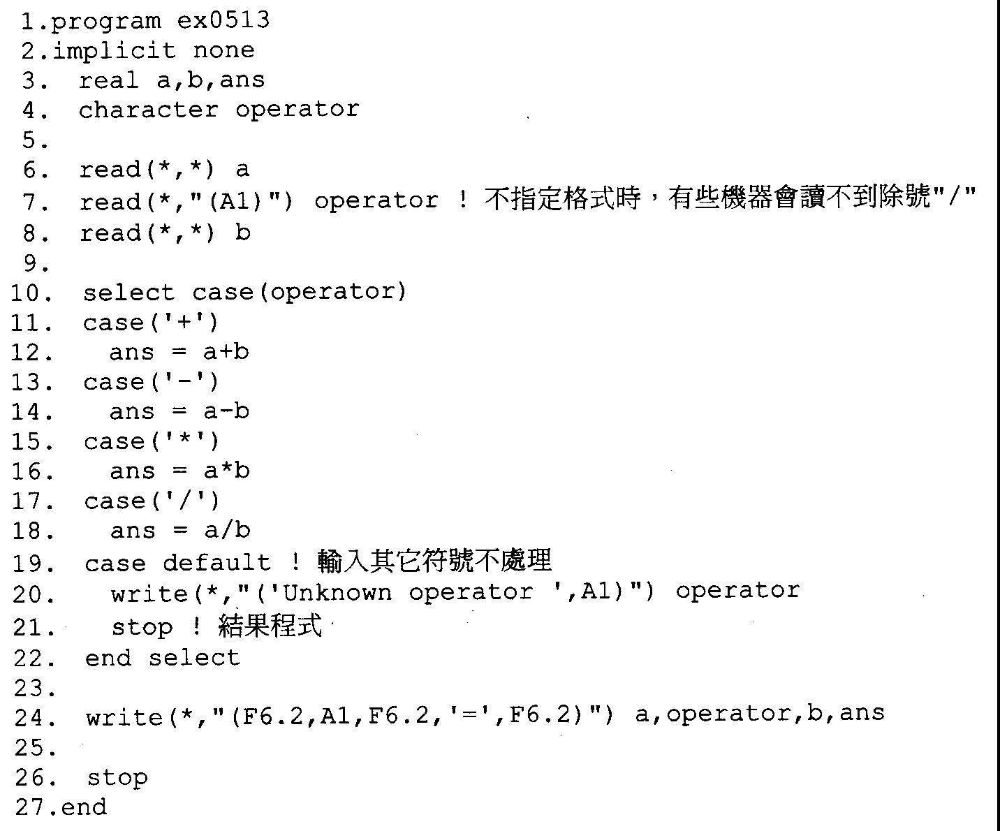 1.program ex0513
2.implicit none
3.  real a,b,ans
4.  character operator
5.
6.  read(*,*) a
7.  read(*,"(A1)") operator ! 不指定格式時，有些機器會讀不到除號"/"
8.  read(*,*) b
9.
10.  select case(operator)
11.  case('+')
12.    ans = a+b
13.  case('-')
14.    ans = a-b
15.  case('*')
16.    ans = a*b
17.  case('/')
18.    ans = a/b
19.  case default ! 輸入其它符號不處理
20.    write(*,"('Unknown operator ',A1)") operator
21.    stop ! 結果程式
22.  end select
23.
24.  write(*,"(F6.2,A1,F6.2,'=',F6.2)") a,operator,b,ans
25.
26.  stop
27.end